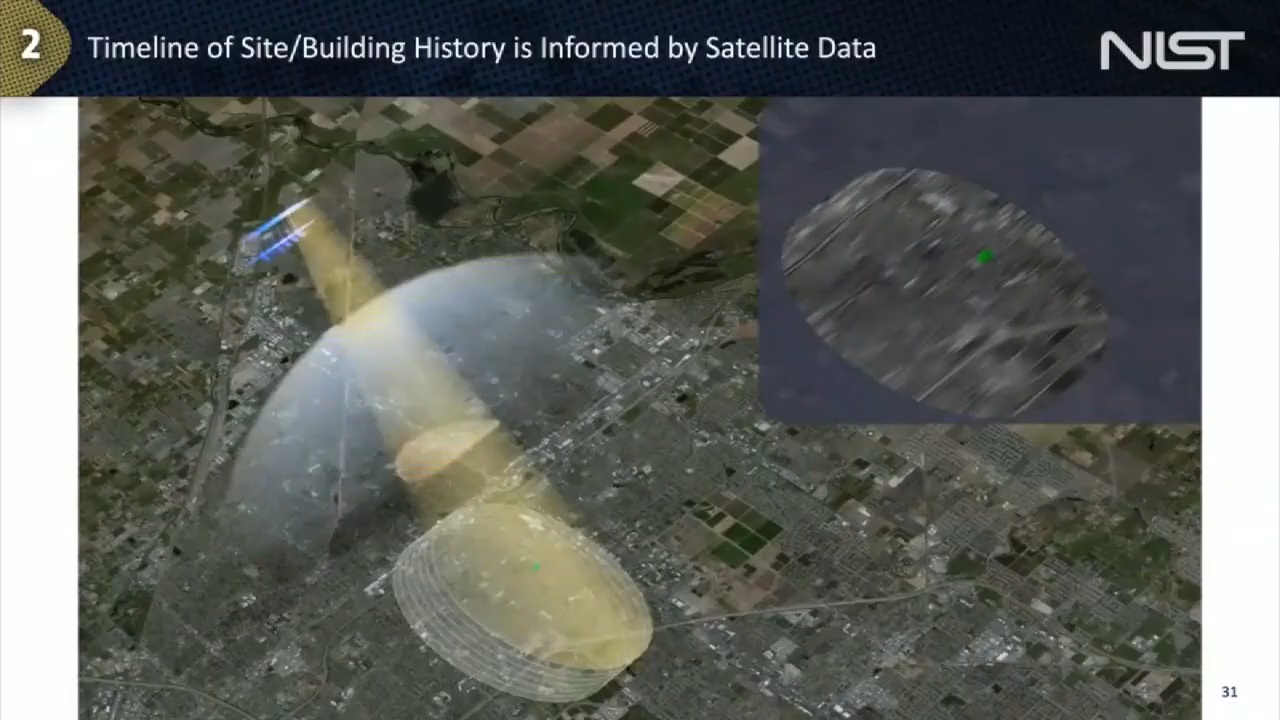 2
Timeline of Site/Building History is Informed by Satellite Data
NIST
31